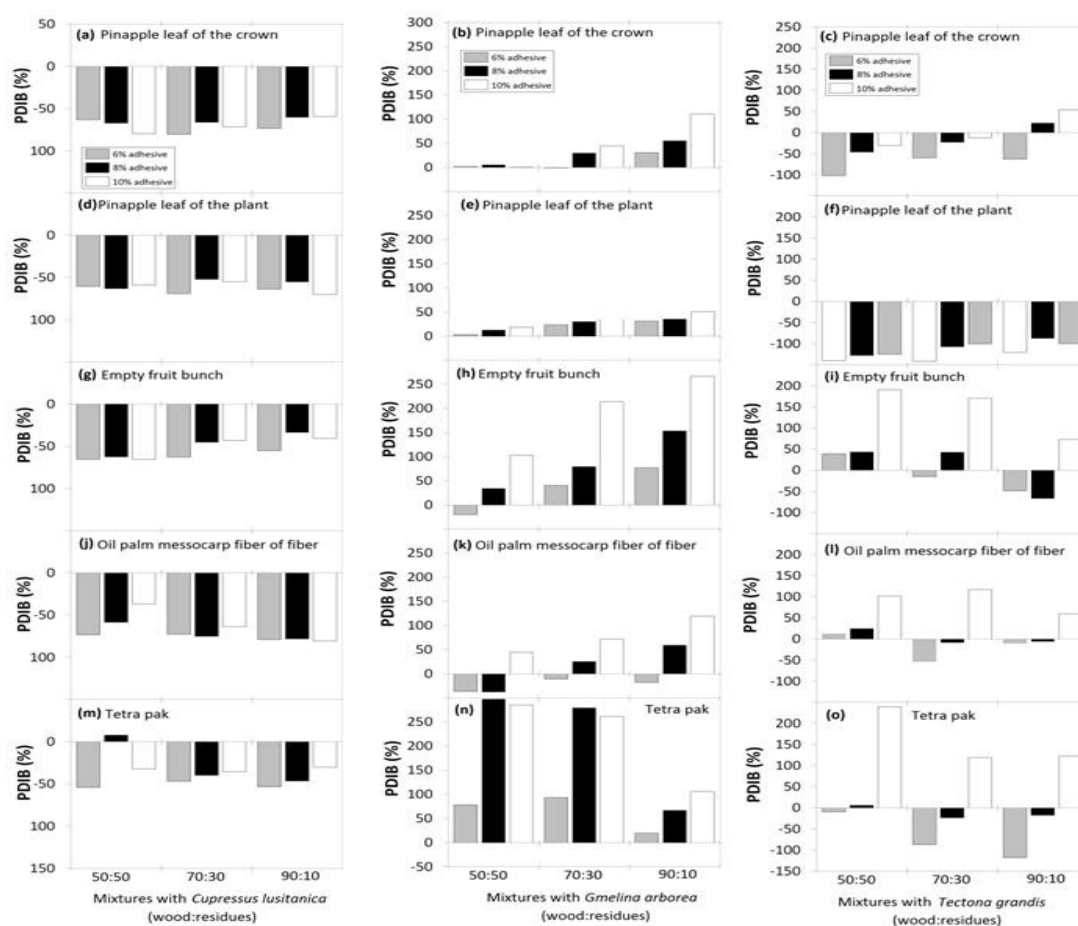 (a) Pinapple leaf of the crown
PDIB (%)
50
0
-50
100
6% adhesive
8% adhesive
10% adhesive
(b) Pinapple leaf of the crown
PDIB (%)
300
250
200
150
100
50
0
6% adhesive
8% adhesive
10% adhesive
(c) Pinapple leaf of the crown
PDIB (%)
250
200
150
100
50
0
-50
-100
6% adhesive
8% adhesive
10% adhesive
(d) Pinapple leaf of the plant
PDIB (%)
0
-50
100
(e) Pinapple leaf of the plant
PDIB (%)
250
200
150
100
50
0
(f) Pinapple leaf of the plant
PDIB (%)
200
150
100
50
0
-50
-100
(g) Empty fruit bunch
PDIB (%)
0
-50
100
(h) Empty fruit bunch
PDIB (%)
250
200
150
100
50
0
(i) Empty fruit bunch
PDIB (%)
200
150
100
50
0
-50
-100
(j) Oil palm messocarp fiber of fiber
PDIB (%)
0
-50
100
(k) Oil palm messocarp fiber of fiber
PDIB (%)
250
200
150
100
50
0
(l) Oil palm messocarp fiber of fiber
PDIB (%)
200
150
100
50
0
-50
-100
(m) Tetra pak
PDIB (%)
0
-50
100
150
50:50 70:30 90:10
Mixtures with Cupressus lusitanica
(wood:residues)
(n) Tetra pak
PDIB (%)
250
200
150
100
50
0
-50
50:50 70:30 90:10
Mixtures with Gmelina arborea
(wood:residues)
(o) Tetra pak
PDIB (%)
200
150
100
50
0
-50
-100
-150
50:50 70:30 90:10
Mixtures with Tectona grandis
(wood:residues)